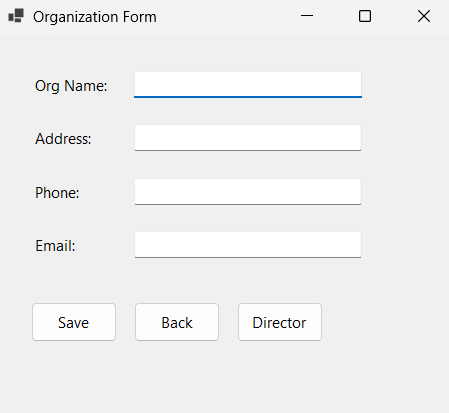 Organization Form
Org Name:
Address:
Phone:
Email:
Save Back Director